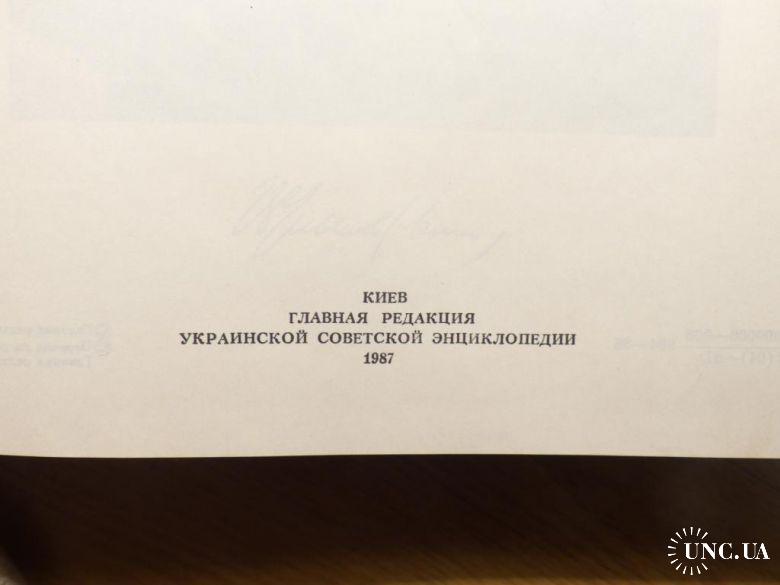 КИЕВ
ГЛАВНАЯ РЕДАКЦИЯ
УКРАИНСКОЙ СОВЕТСКОЙ ЭНЦИКЛОПЕДИИ
1987
UNC.UA